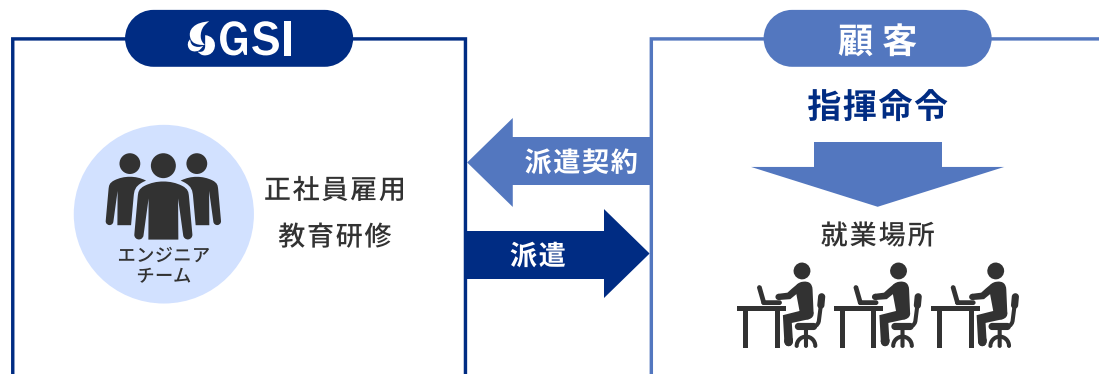 GSI
エンジニア
チーム
正社員雇用
教育研修
派遣契約
派遣
顧客
指揮命令
就業場所